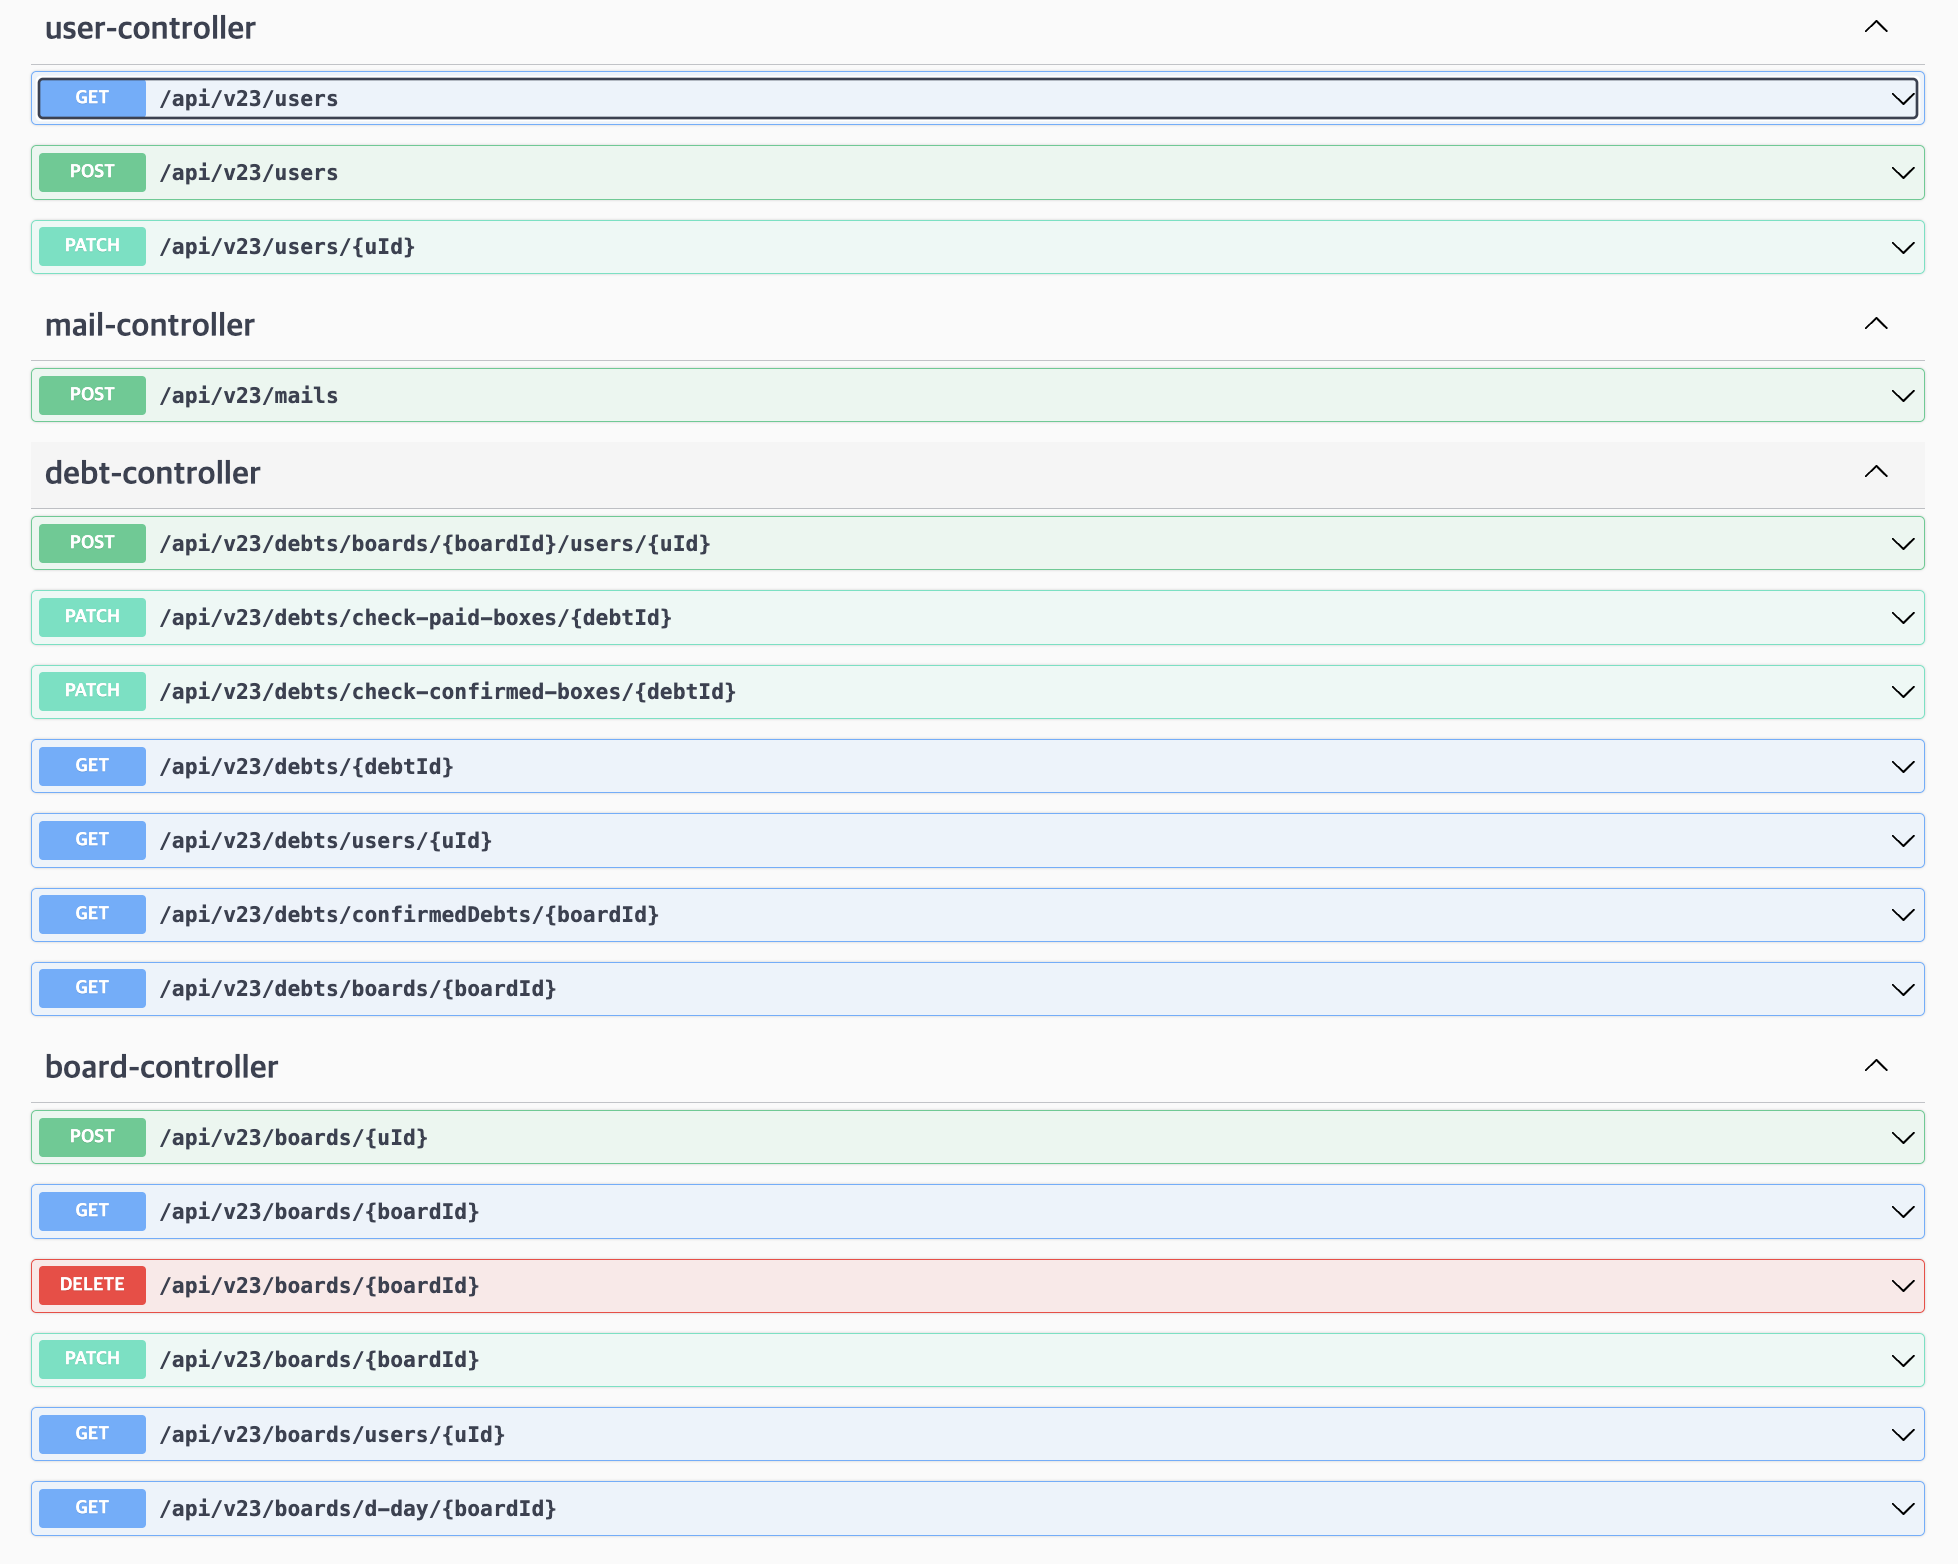 user-controller
GET /api/v23/users
POST /api/v23/users
PATCH /api/v23/users/{uId}
mail-controller
POST /api/v23/mails
debt-controller
POST /api/v23/debts/boards/{boardId}/users/{uId}
PATCH /api/v23/debts/check-paid-boxes/{debtId}
PATCH /api/v23/debts/check-confirmed-boxes/{debtId}
GET /api/v23/debts/{debtId}
GET /api/v23/debts/users/{uId}
GET /api/v23/debts/confirmedDebts/{boardId}
GET /api/v23/debts/boards/{boardId}
board-controller
POST /api/v23/boards/{uId}
GET /api/v23/boards/{boardId}
DELETE /api/v23/boards/{boardId}
PATCH /api/v23/boards/{boardId}
GET /api/v23/boards/users/{uId}
GET /api/v23/boards/d-day/{boardId}